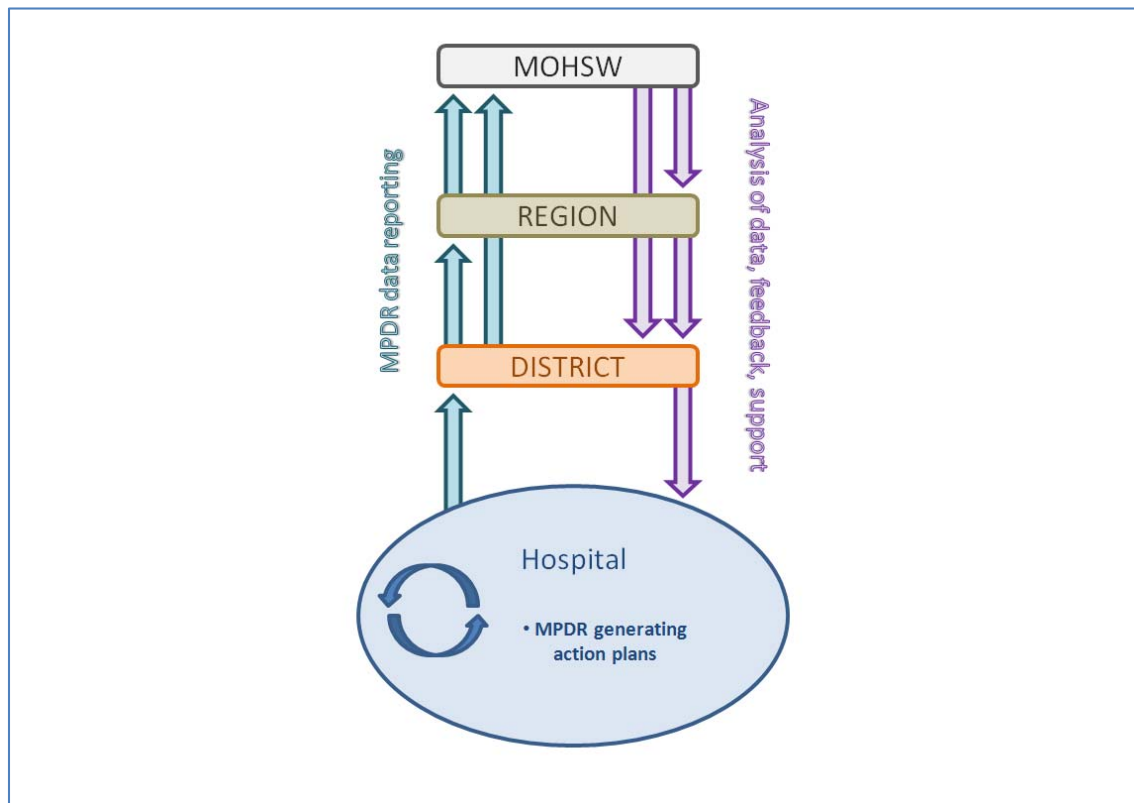 MOHSW
MPDR data reporting
Analysis of data, feedback, support
REGION
DISTRICT
Hospital
• MPDR generating
action plans